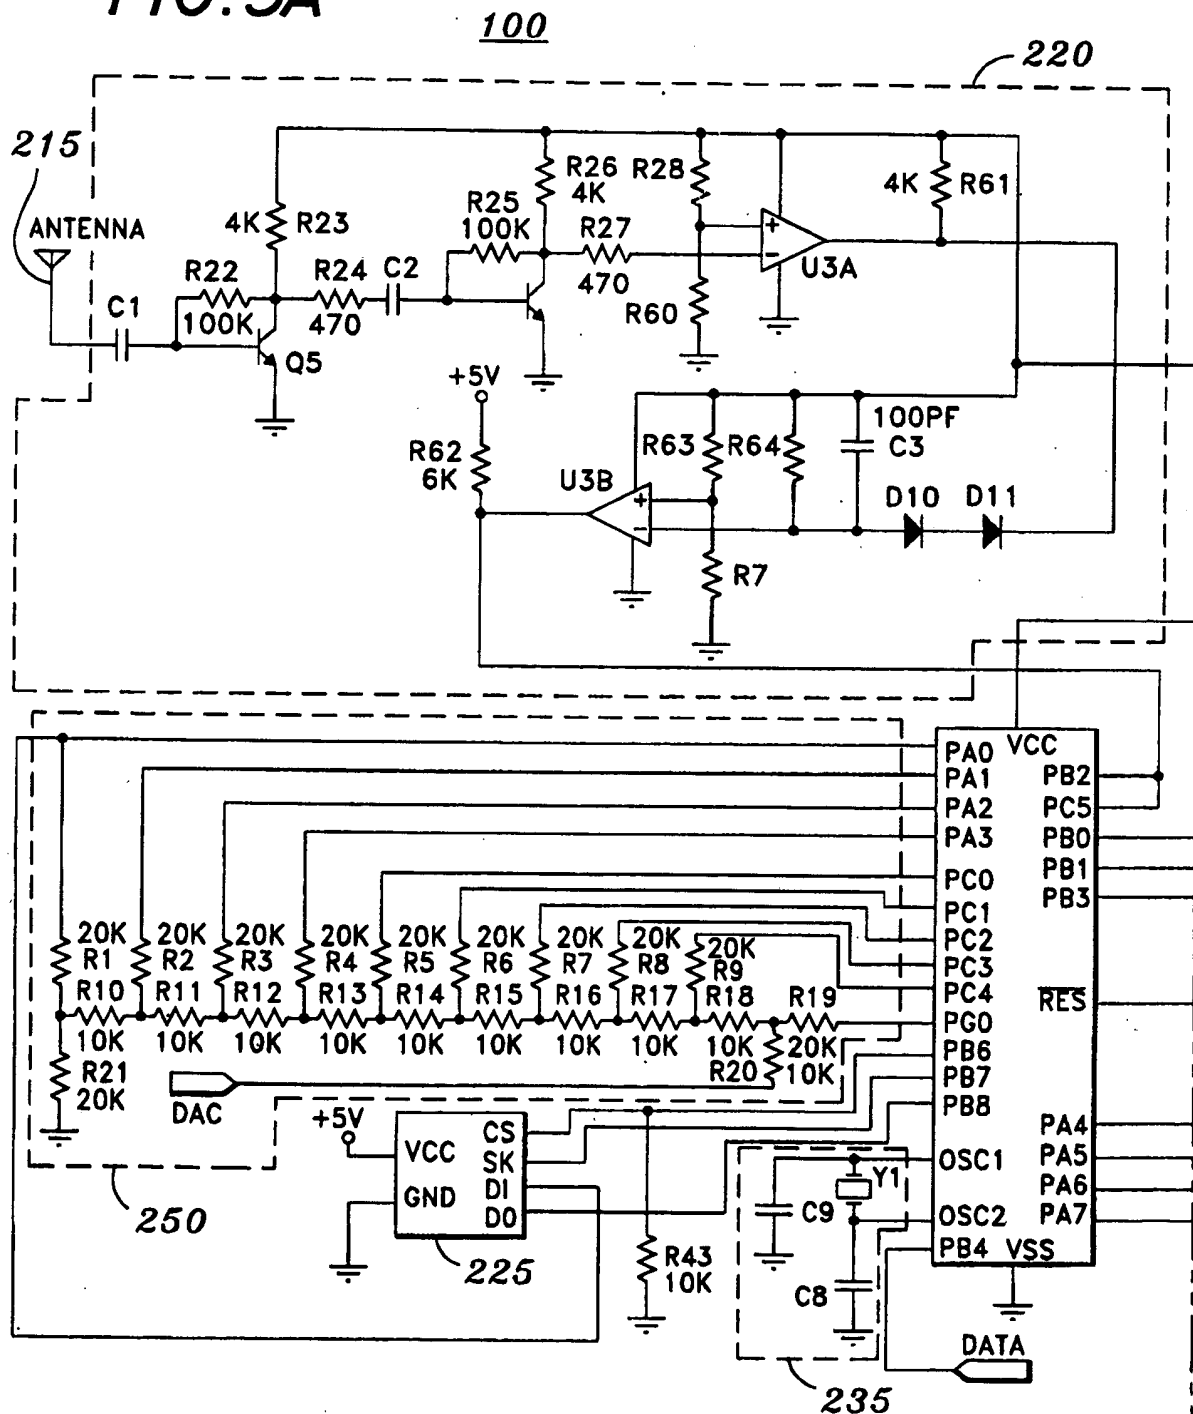 FIG. 5A
100
220
215
ANTENNA
C1
R22
100K
4K R23
R24
470
C2
Q5
R25
100K
R26
4K
R27
470
R28
R60
+
-
U3A
4K R61
+5V
R62
6K
U3B
+
-
R63
R64
100PF
C3
D10
D11
R7
VCC
PA0
PA1
PA2
PA3
PC0
PC1
PC2
PC3
PC4
PG0
PB6
PB7
PB8
OSC1
OSC2
PB4
VSS
PB2
PC5
PB0
PB1
PB3
RES
PA4
PA5
PA6
PA7
20K 20K 20K 20K 20K 20K 20K 20K 20K
R1 R2 R3 R4 R5 R6 R7 R8 R9
R10 R11 R12 R13 R14 R15 R16 R17 R18 R19
10K 10K 10K 10K 10K 10K 10K 10K 10K 20K
R21
20K
R20 10K
DAC
+5V
VCC
GND
CS
SK
DI
DO
250
225
R43
10K
Y1
C9
C8
235
DATA